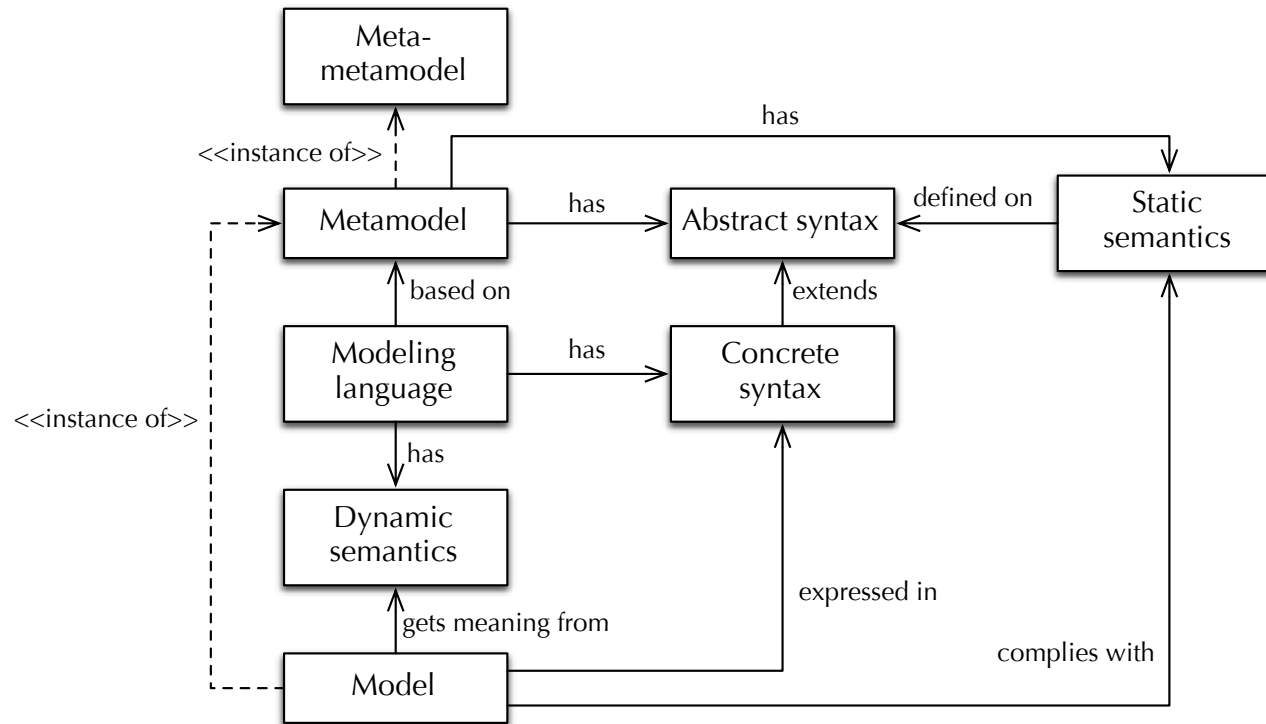 Meta-
metamodel
has
<<instance of>>
Metamodel
has
Abstract syntax
defined on
Static
semantics
based on
extends
Modeling
language
has
Concrete
syntax
<<instance of>>
has
Dynamic
semantics
expressed in
gets meaning from
complies with
Model